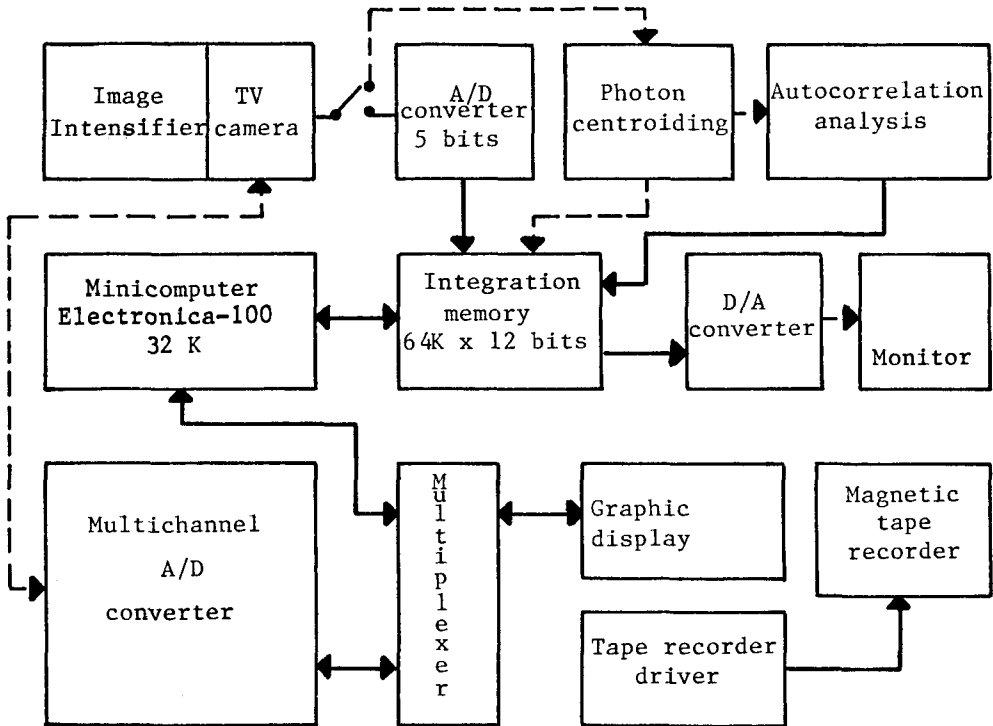 Image
Intensifier
TV
camera
A/D
converter
5 bits
Photon
centroiding
Autocorrelation
analysis
Minicomputer
Electronica-100
32 K
Integration
memory
64K x 12 bits
D/A
converter
Monitor
Multichannel
A/D
converter
Multiplexer
Graphic
display
Magnetic
tape
recorder
Tape recorder
driver